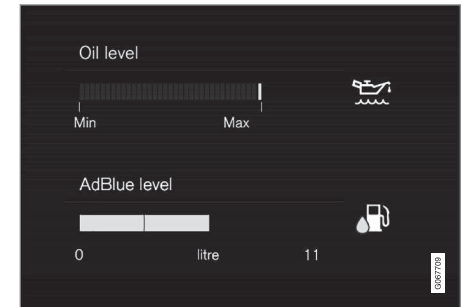 Oil level
Min Max
AdBlue level
0 litre 11
G067709